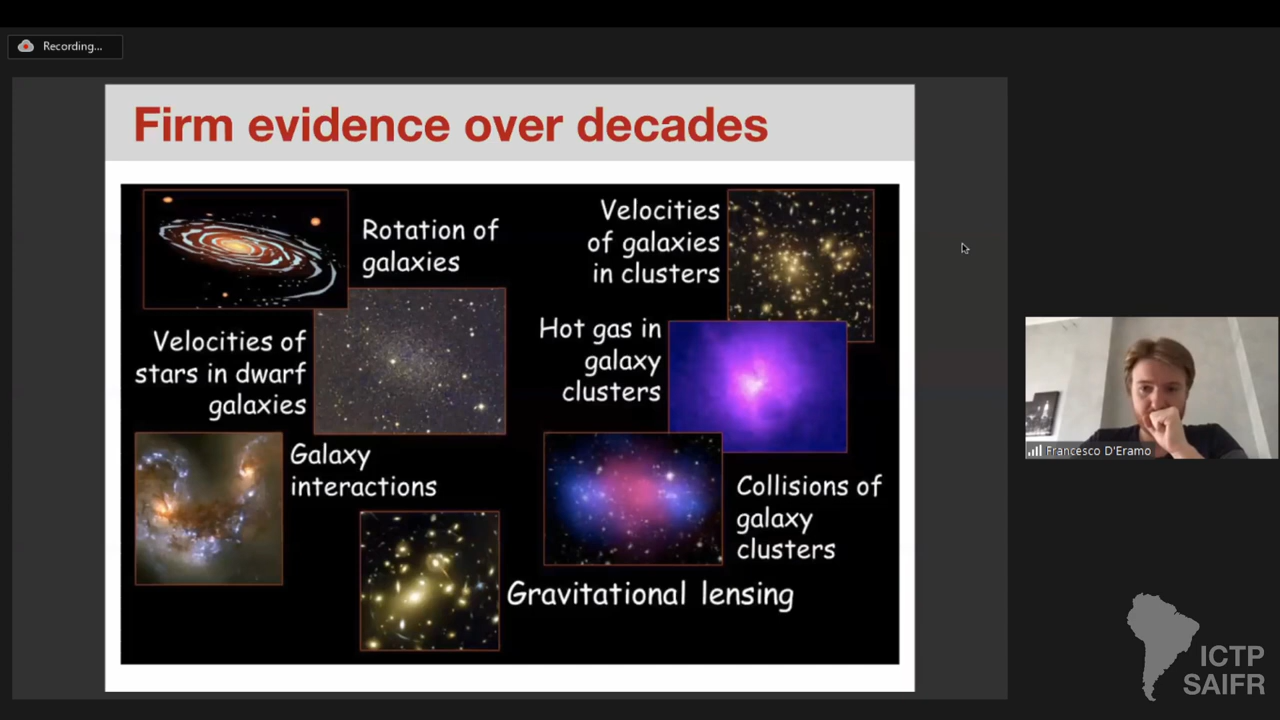 Recording...
Firm evidence over decades
Rotation of
galaxies
Velocities
of galaxies
in clusters
Velocities of
stars in dwarf
galaxies
Hot gas in
galaxy
clusters
Galaxy
interactions
Collisions of
galaxy
clusters
Gravitational lensing
Francesco D'Eramo
ICTP
SAIFR